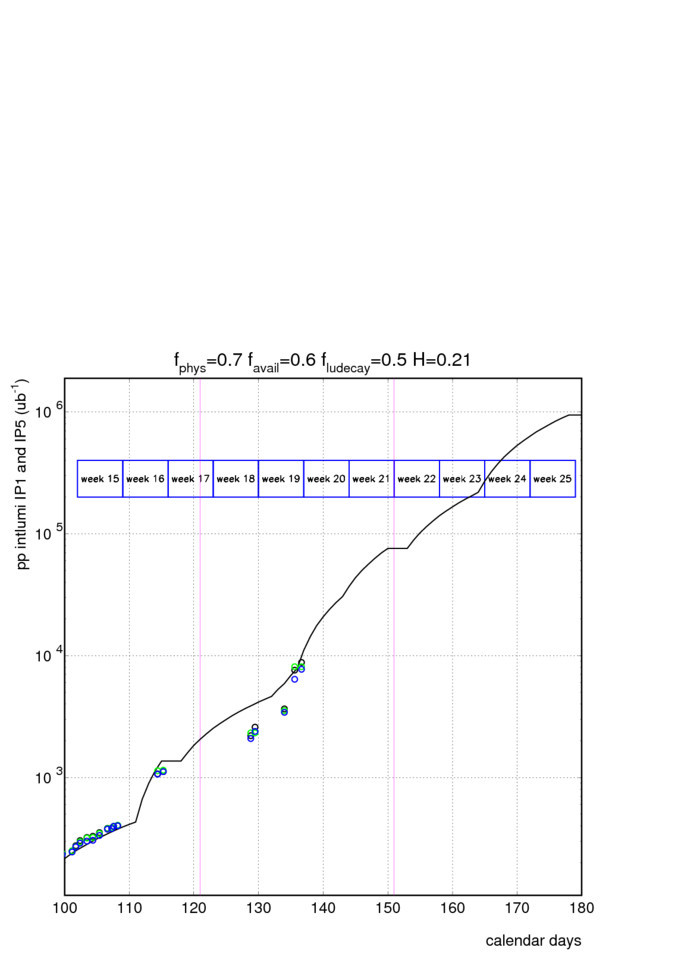 f_phys=0.7 f_avail=0.6 f_ludecay=0.5 H=0.21
pp intlumi IP1 and IP5 (ub^-1)
10^6
10^5
10^4
10^3
week 15 week 16 week 17 week 18 week 19 week 20 week 21 week 22 week 23 week 24 week 25
100 110 120 130 140 150 160 170 180
calendar days